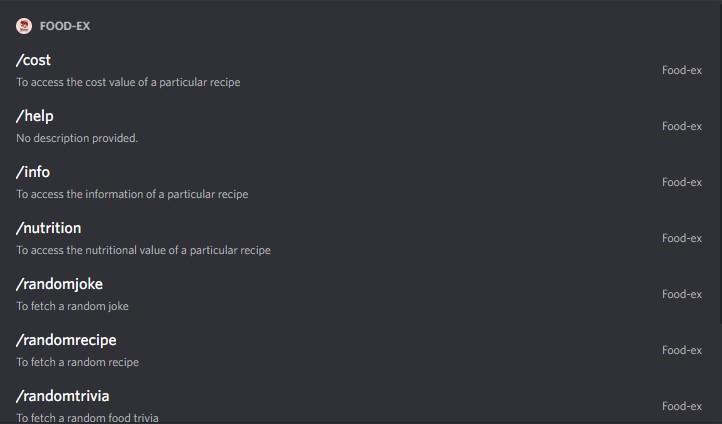 FOOD-EX
/cost
To access the cost value of a particular recipe
Food-ex
/help
No description provided.
Food-ex
/info
To access the information of a particular recipe
Food-ex
/nutrition
To access the nutritional value of a particular recipe
Food-ex
/randomjoke
To fetch a random joke
Food-ex
/randomrecipe
To fetch a random recipe
Food-ex
/randomtrivia
To fetch a random food trivia
Food-ex